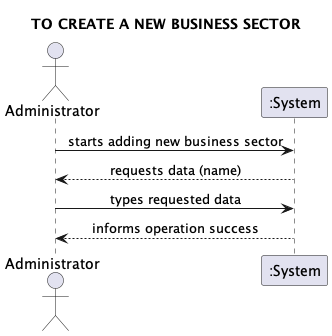 TO CREATE A NEW BUSINESS SECTOR
Administrator
:System
starts adding new business sector
requests data (name)
types requested data
informs operation success
Administrator
:System